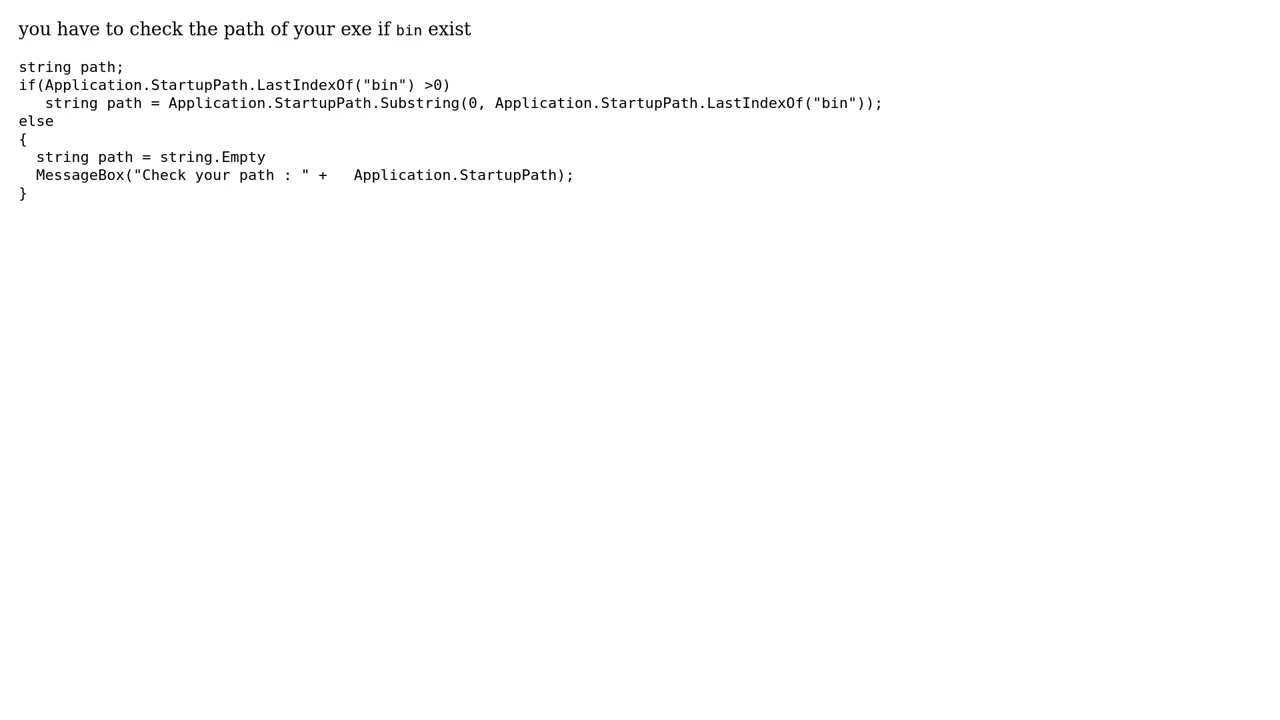 you have to check the path of your exe if bin exist
string path;
if(Application.StartupPath.LastIndexOf("bin") >0)
   string path = Application.StartupPath.Substring(0, Application.StartupPath.LastIndexOf("bin"));
else
{
  string path = string.Empty
  MessageBox("Check your path : " +   Application.StartupPath);
}